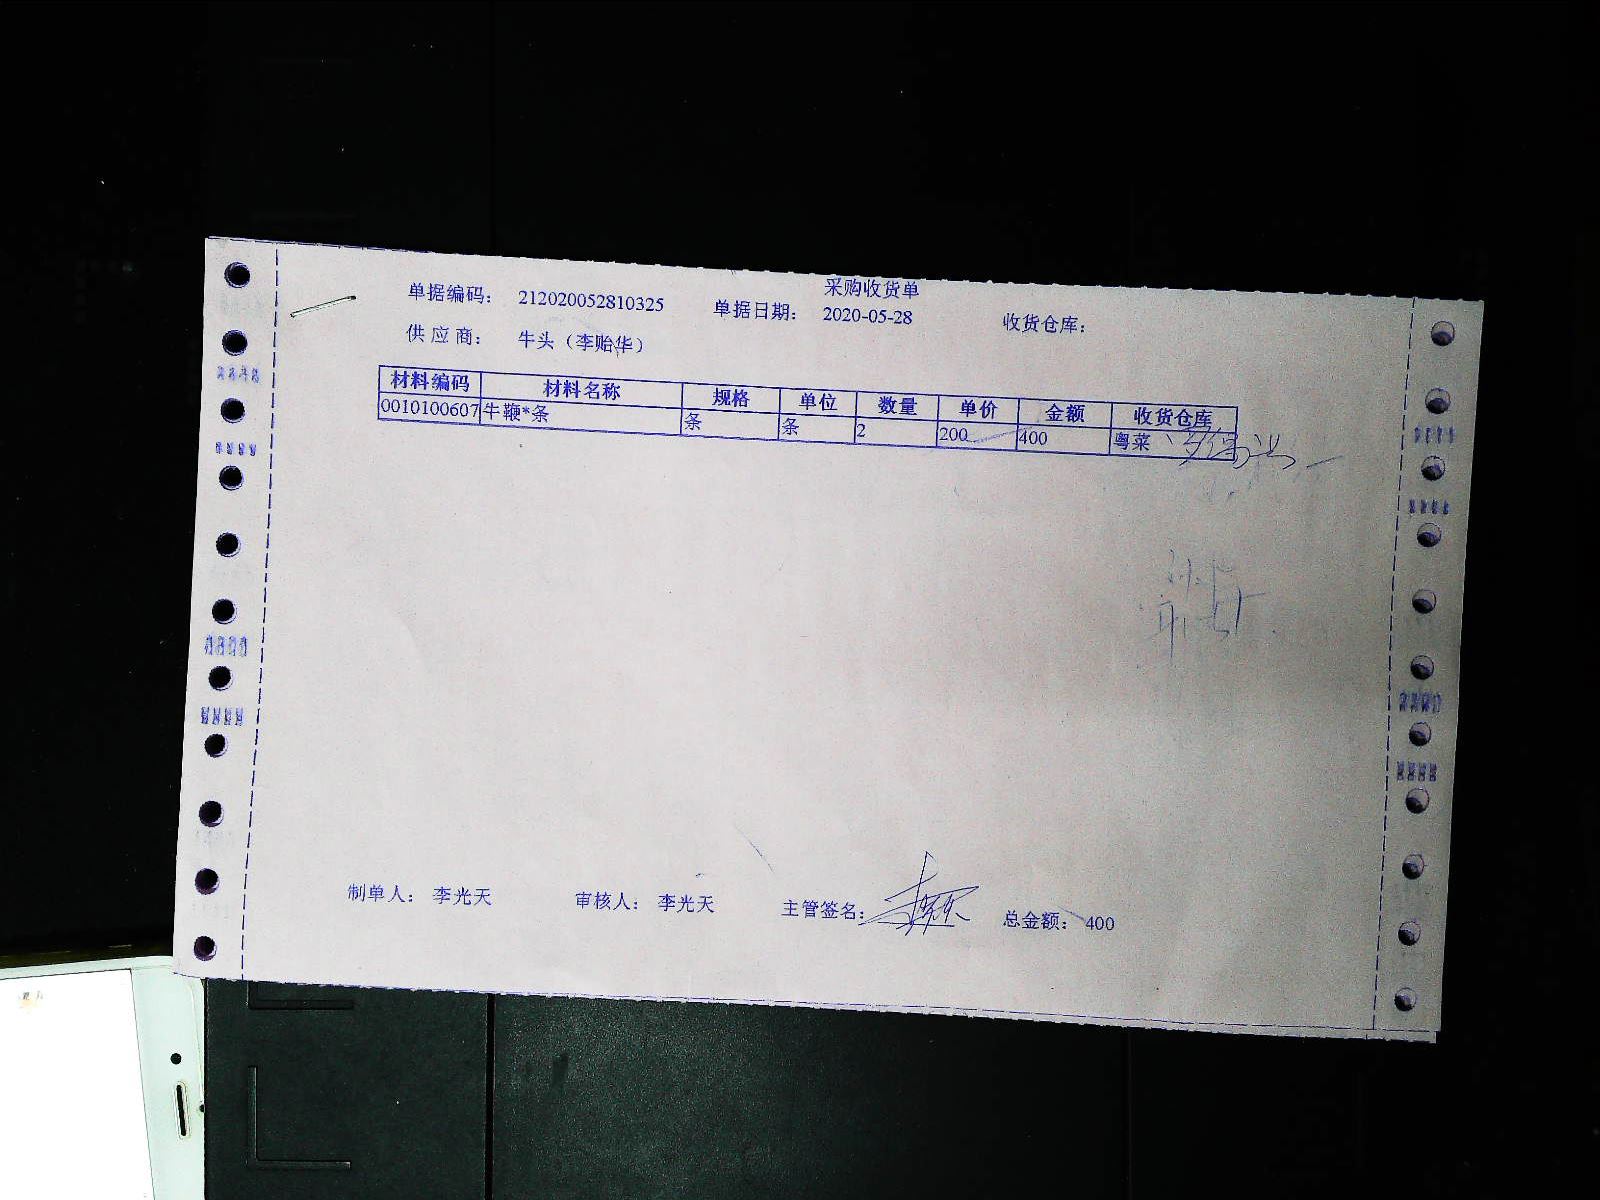 采购收货单
单据编码： 212020052810325 单据日期： 2020-05-28 收货仓库：
供 应 商： 牛头（李贻华）
材料编码 材料名称 规格 单位 数量 单价 金额 收货仓库
0010100607 牛鞭*条 条 条 2 200 400 粤菜
制单人： 李光天 审核人： 李光天 主管签名： 总金额： 400